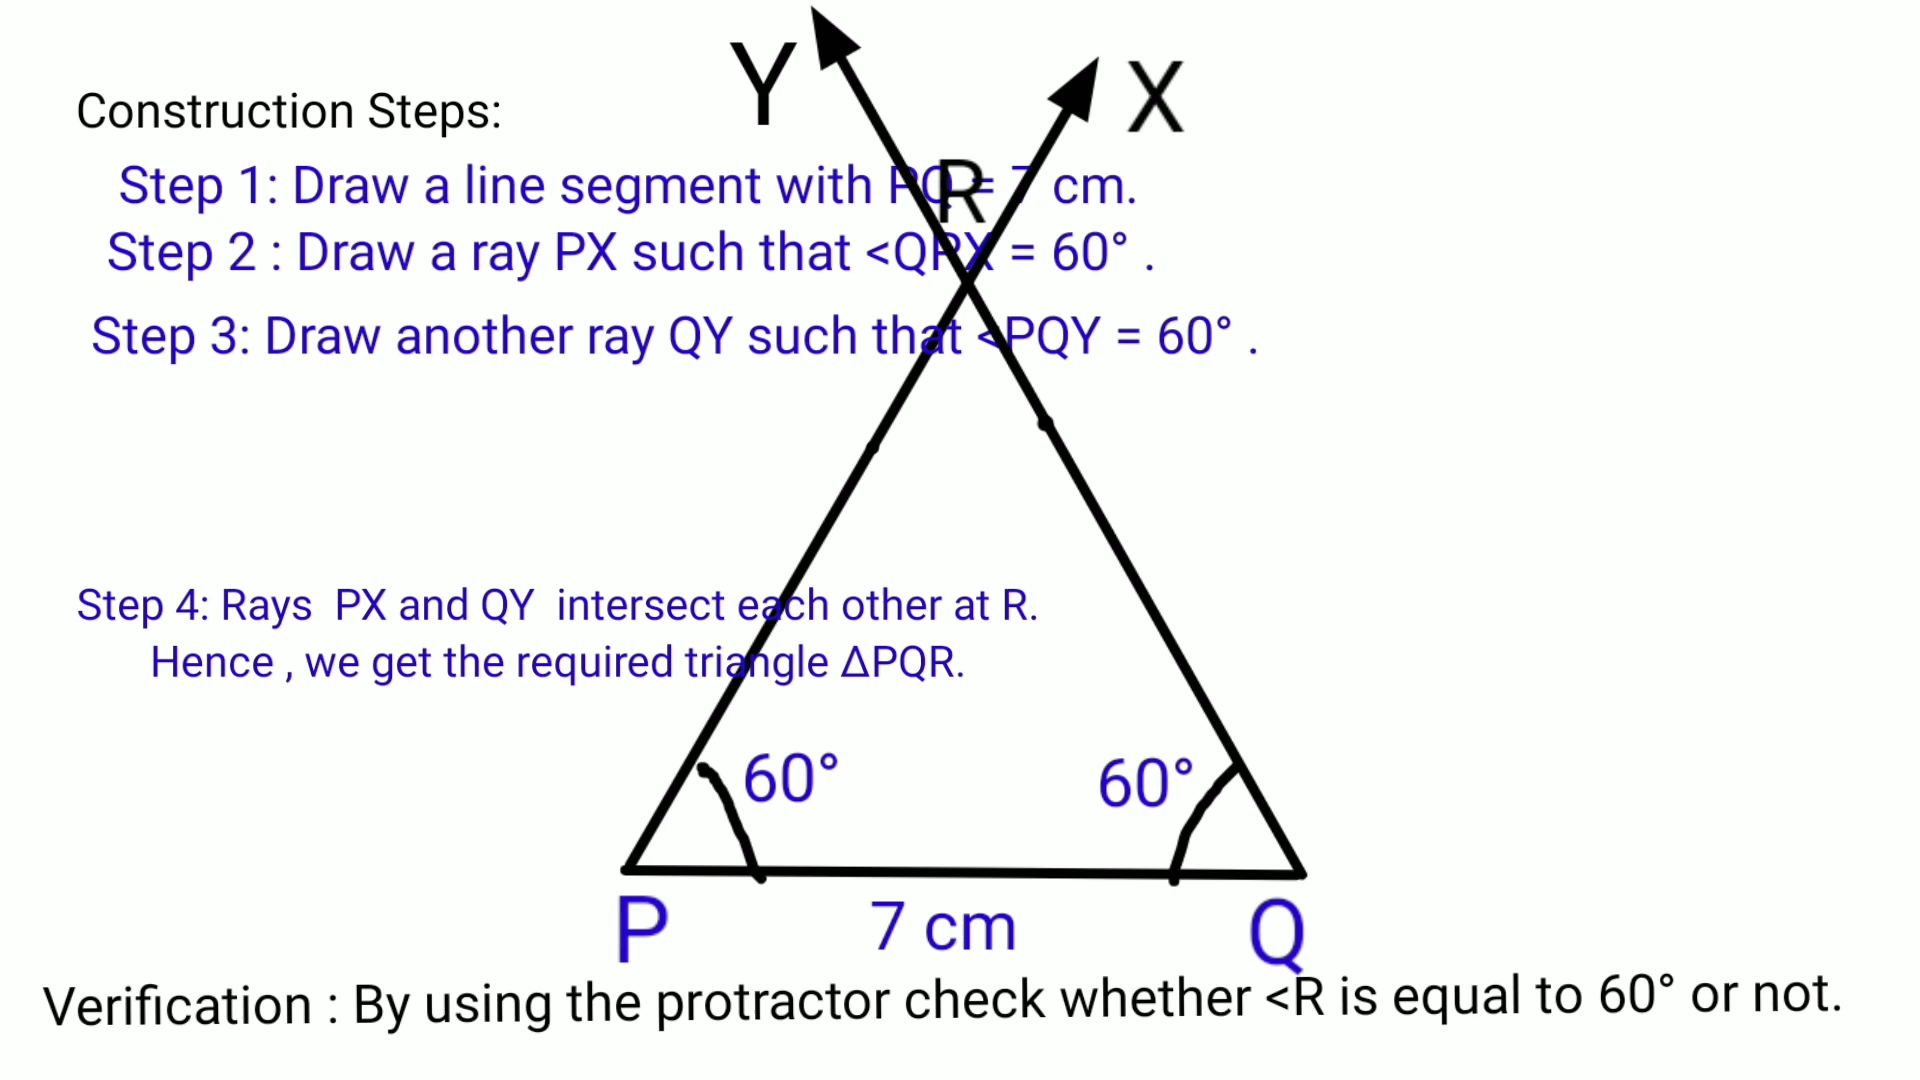 Y
X
Construction Steps:
R
Step 1: Draw a line segment with PQ = 7 cm.
Step 2 : Draw a ray PX such that <QPX = 60° .
Step 3: Draw another ray QY such that <PQY = 60° .
Step 4: Rays PX and QY intersect each other at R.
Hence , we get the required triangle ΔPQR.
60° 60°
P 7 cm Q
Verification : By using the protractor check whether <R is equal to 60° or not.